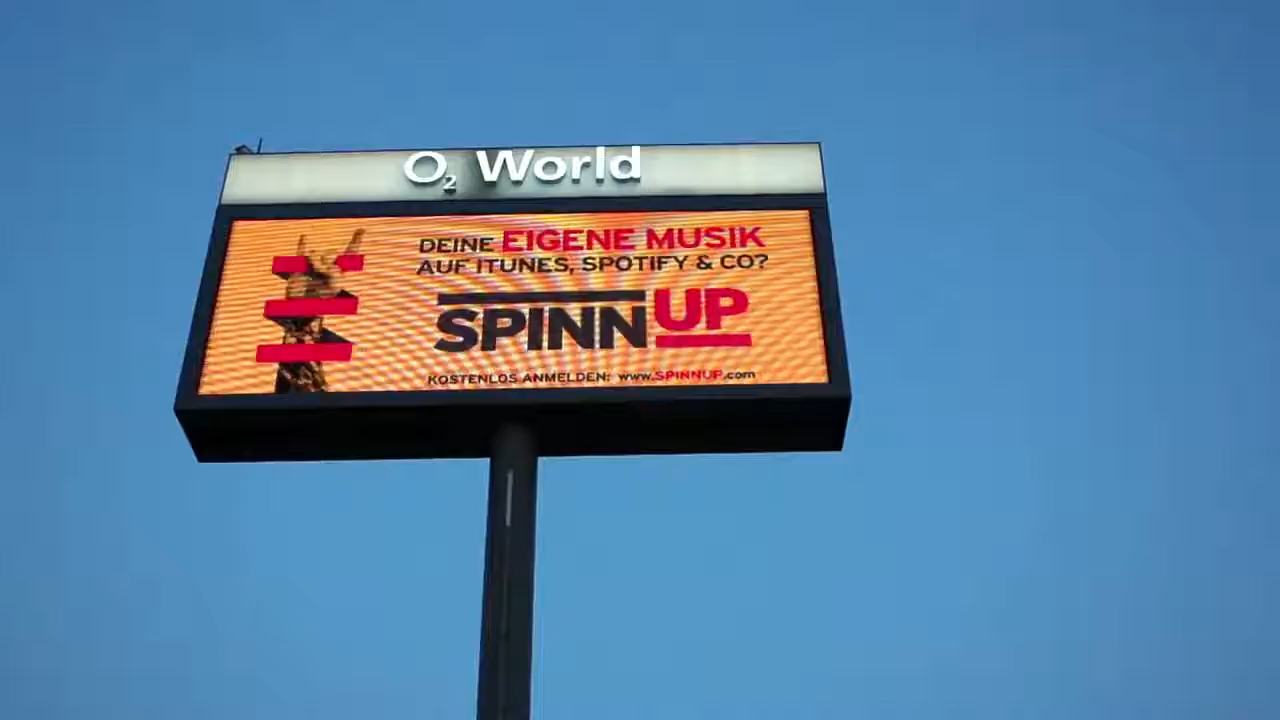 O₂ World
DEINE EIGENE MUSIK
AUF ITUNES, SPOTIFY & CO?
SPINNUP
KOSTENLOS ANMELDEN: www.SPINNUP.com